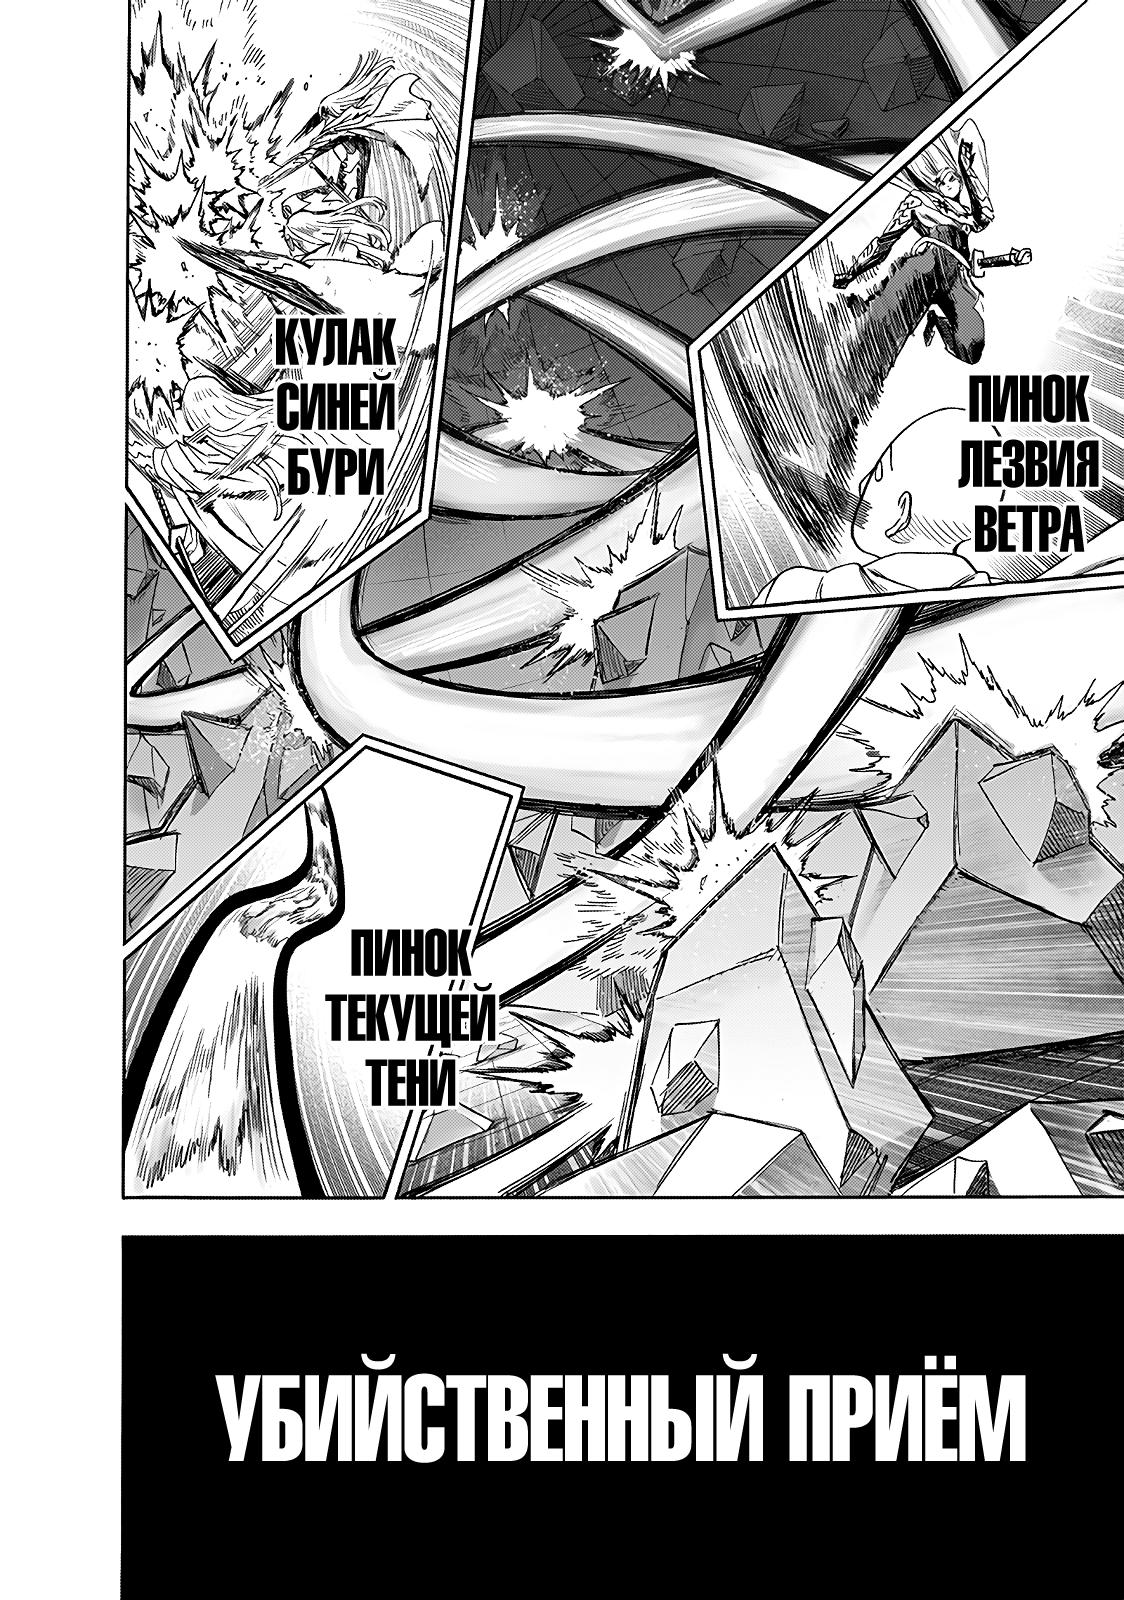 ПИНОК
ЛЕЗВИЯ
ВЕТРА
КУЛАК
СИНЕЙ
БУРИ
ПИНОК
ТЕКУЩЕЙ
ТЕНИ
УБИЙСТВЕННЫЙ ПРИЁМ